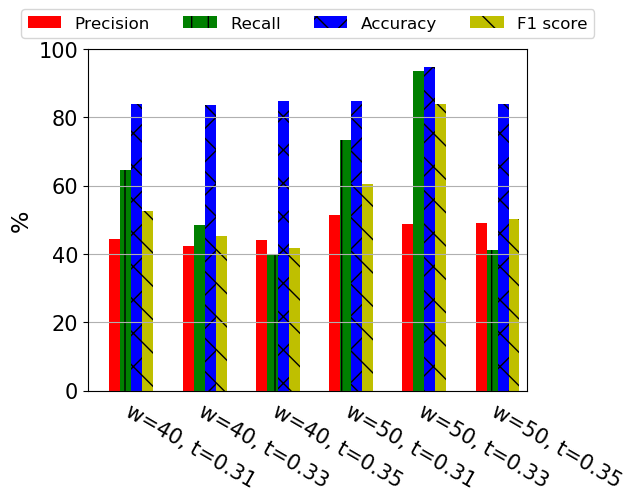 Precision Recall Accuracy F1 score
100
80
60
40
20
0
%
w=40, t=0.31
w=40, t=0.33
w=40, t=0.35
w=50, t=0.31
w=50, t=0.33
w=50, t=0.35